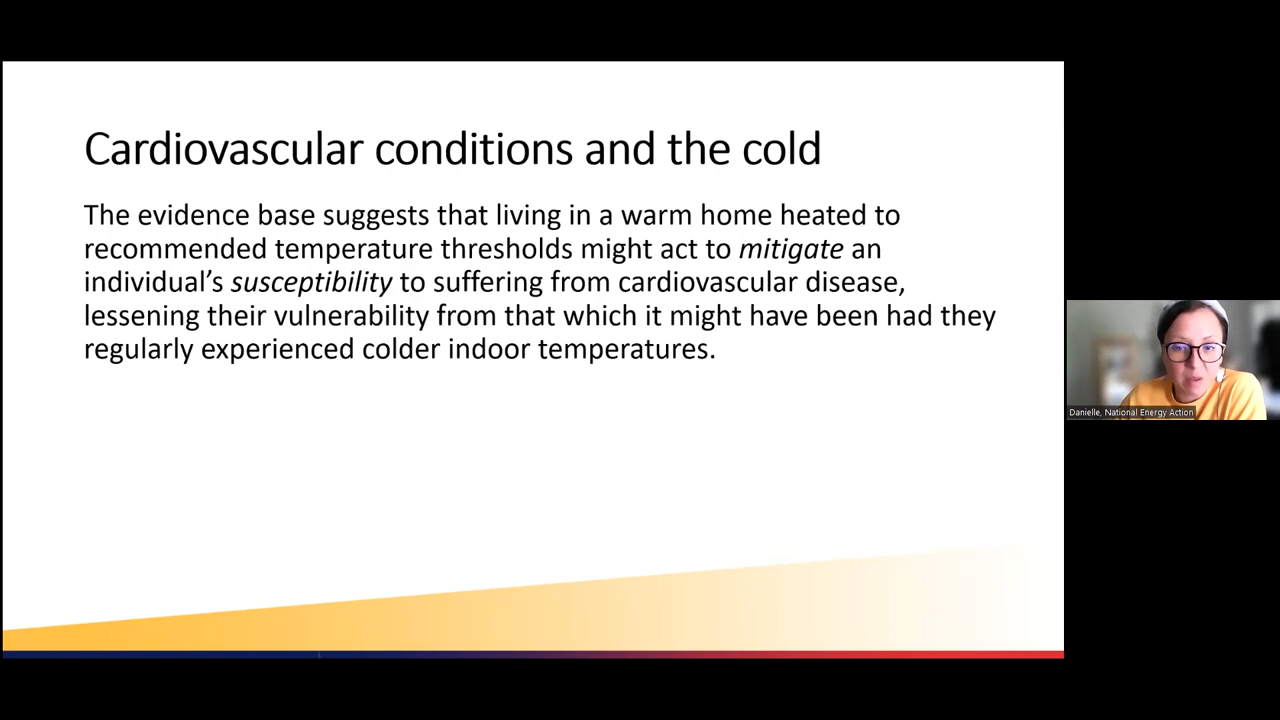 Cardiovascular conditions and the cold
The evidence base suggests that living in a warm home heated to
recommended temperature thresholds might act to mitigate an
individual’s susceptibility to suffering from cardiovascular disease,
lessening their vulnerability from that which it might have been had they
regularly experienced colder indoor temperatures.
Danielle, National Energy Action